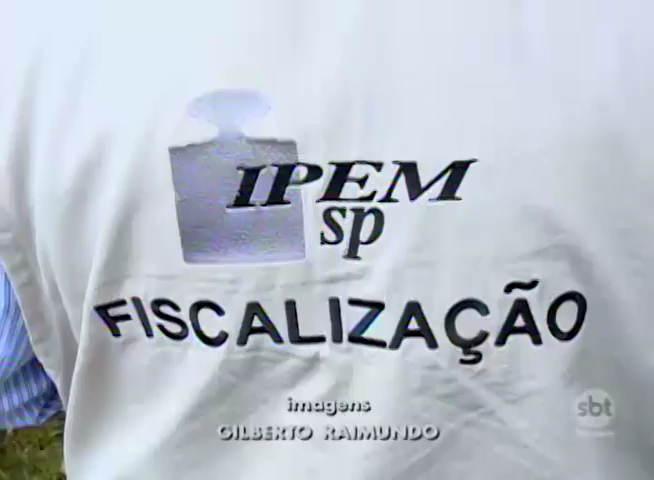 IPEM
sp
FISCALIZAÇÃO
imagens
GILBERTO RAIMUNDO
sbt